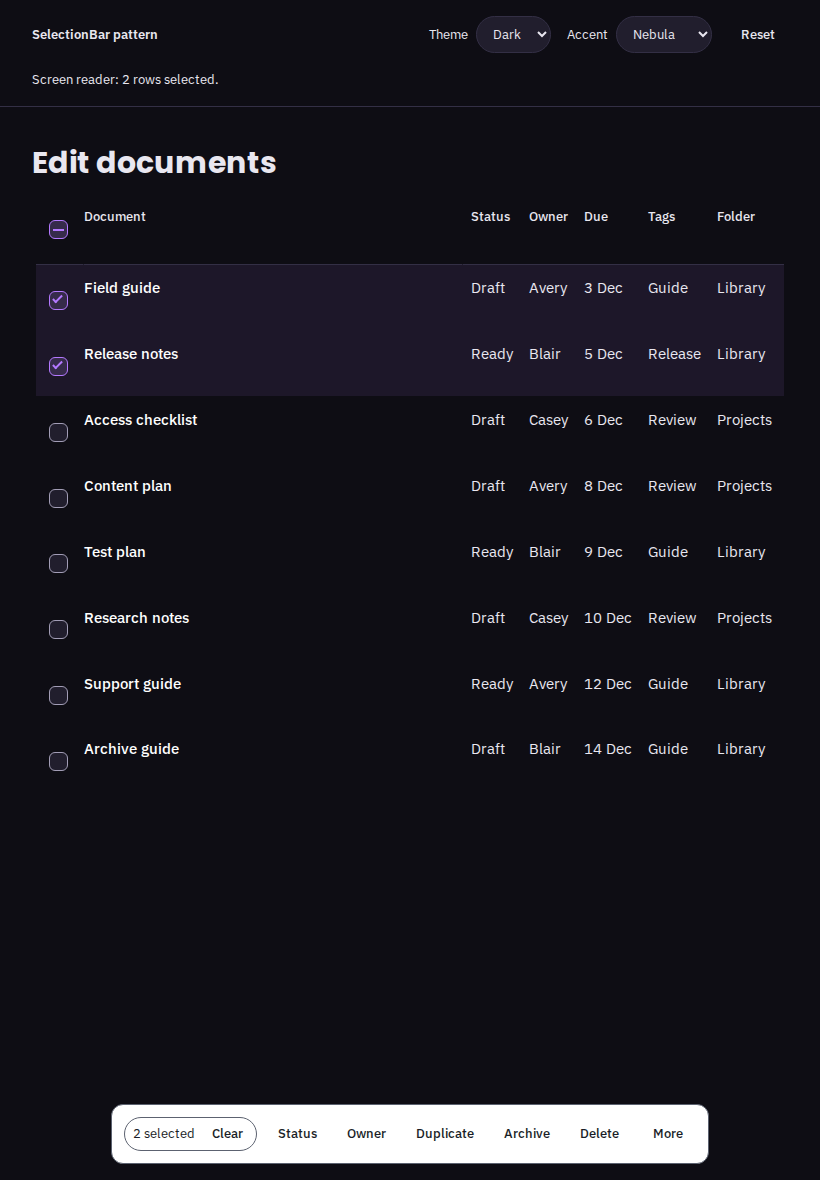 SelectionBar pattern Theme Dark Accent Nebula Reset
Screen reader: 2 rows selected.
Edit documents
Document Status Owner Due Tags Folder
Field guide Draft Avery 3 Dec Guide Library
Release notes Ready Blair 5 Dec Release Library
Access checklist Draft Casey 6 Dec Review Projects
Content plan Draft Avery 8 Dec Review Projects
Test plan Ready Blair 9 Dec Guide Library
Research notes Draft Casey 10 Dec Review Projects
Support guide Ready Avery 12 Dec Guide Library
Archive guide Draft Blair 14 Dec Guide Library
2 selected Clear Status Owner Duplicate Archive Delete More